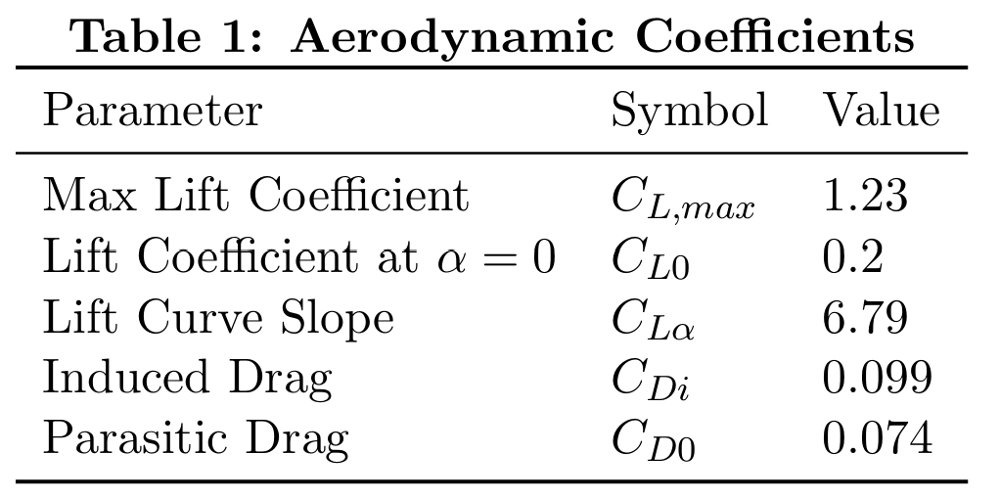 Table 1: Aerodynamic Coefficients
Parameter Symbol Value
Max Lift Coefficient C_{L,max} 1.23
Lift Coefficient at α = 0 C_{L0} 0.2
Lift Curve Slope C_{Lα} 6.79
Induced Drag C_{Di} 0.099
Parasitic Drag C_{D0} 0.074